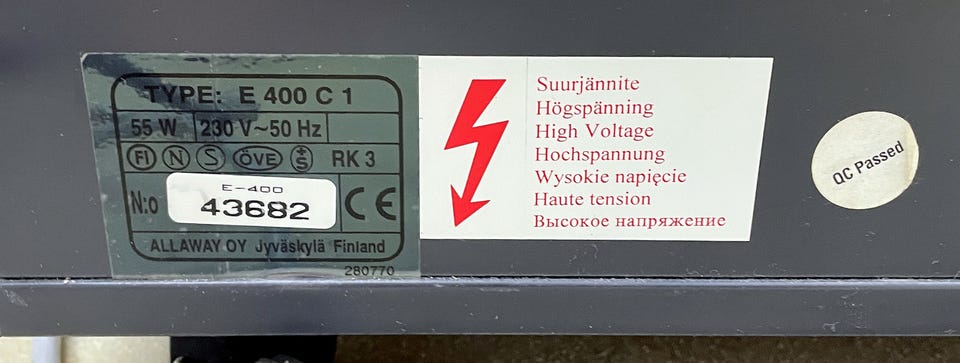 TYPE: E 400 C 1
55 W 230 V~50 Hz
FI N S ÖVE S RK 3
N:o E-400
43682 CE
ALLAWAY OY Jyväskylä Finland
280770
Suurjännite
Högspänning
High Voltage
Hochspannung
Wysokie napięcie
Haute tension
Высокое напряжение
QC Passed